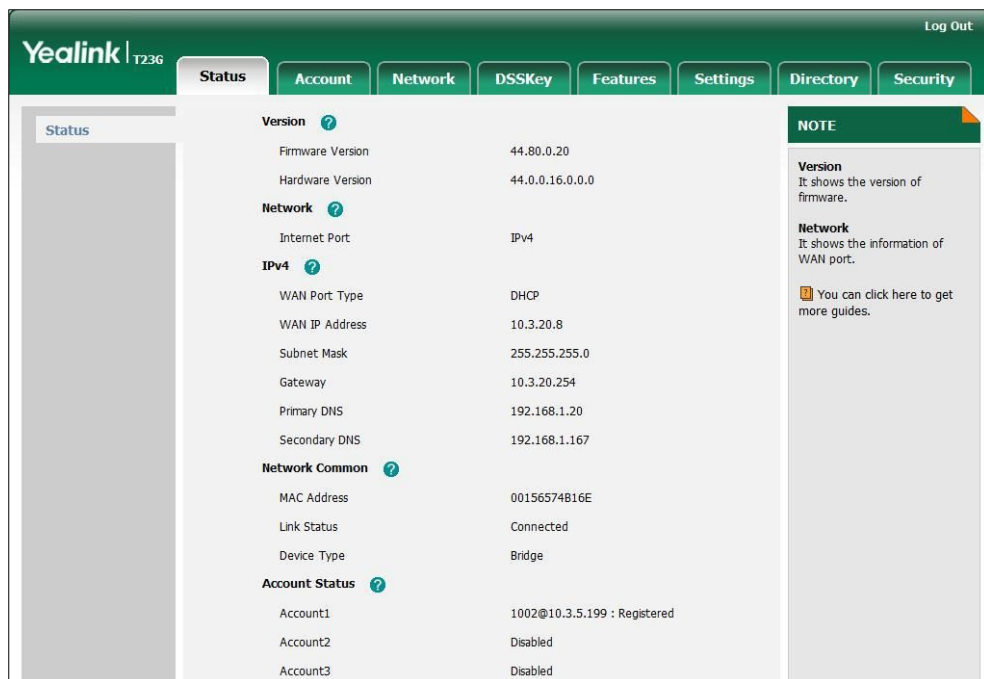 Log Out
Yealink | T23G
Status
Account
Network
DSSKey
Features
Settings
Directory
Security
Status
Version ?
Firmware Version 44.80.0.20
Hardware Version 44.0.0.16.0.0.0
Network ?
Internet Port IPv4
IPv4 ?
WAN Port Type DHCP
WAN IP Address 10.3.20.8
Subnet Mask 255.255.255.0
Gateway 10.3.20.254
Primary DNS 192.168.1.20
Secondary DNS 192.168.1.167
Network Common ?
MAC Address 00156574B16E
Link Status Connected
Device Type Bridge
Account Status ?
Account1 1002@10.3.5.199 : Registered
Account2 Disabled
Account3 Disabled
NOTE
Version
It shows the version of
firmware.
Network
It shows the information of
WAN port.
? You can click here to get
more guides.